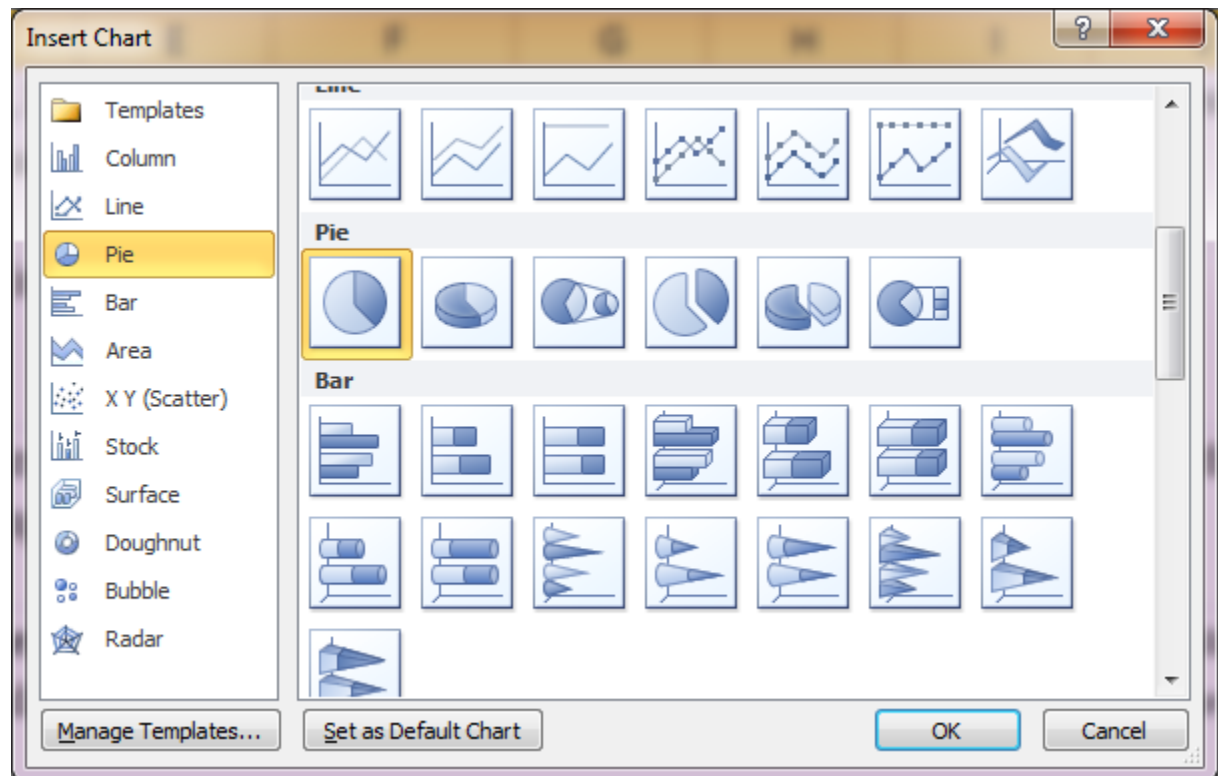 Insert Chart
E F G H I
Templates
Column
Line
Pie
Bar
Area
X Y (Scatter)
Stock
Surface
Doughnut
Bubble
Radar
Line
Pie
Bar
Manage Templates...
Set as Default Chart
OK
Cancel